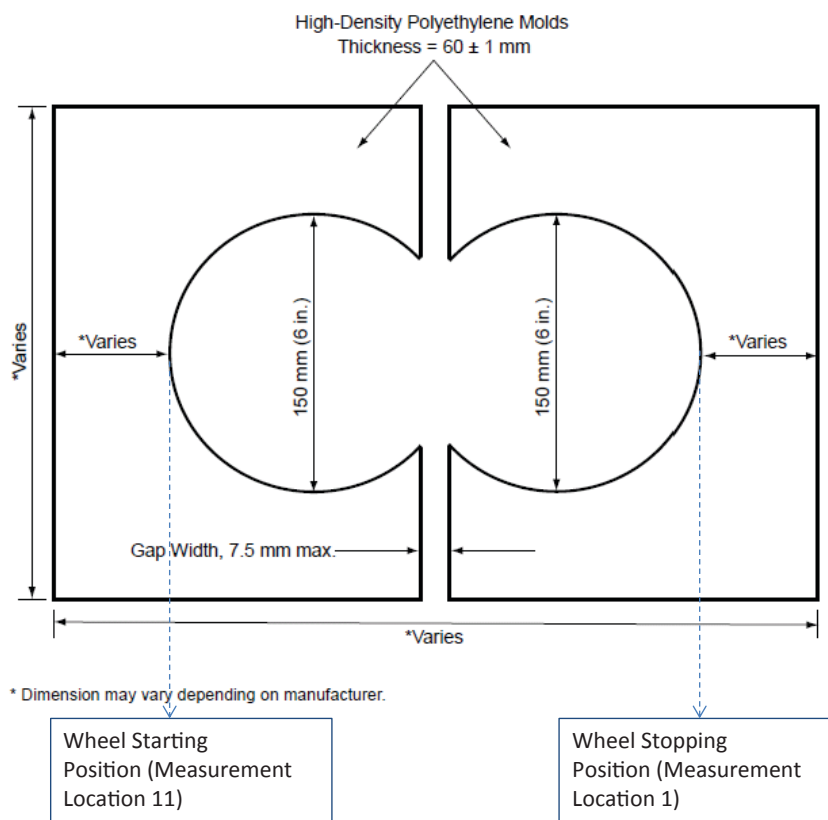 High-Density Polyethylene Molds
Thickness = 60 ± 1 mm
*Varies
*Varies
150 mm (6 in.)
150 mm (6 in.)
*Varies
Gap Width, 7.5 mm max.
*Varies
* Dimension may vary depending on manufacturer.
Wheel Starting
Position (Measurement
Location 11)
Wheel Stopping
Position (Measurement
Location 1)